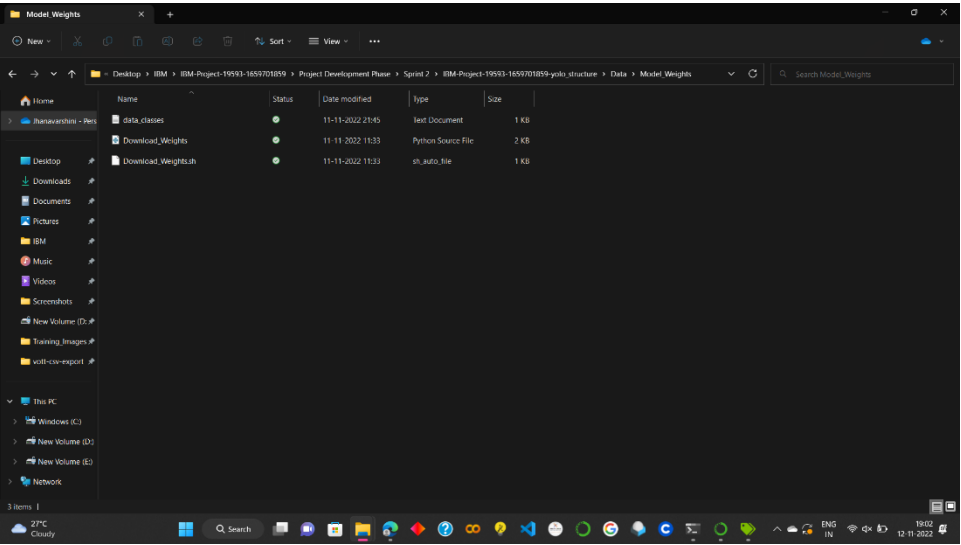 Model_Weights
New
Sort
View
Desktop > IBM > IBM-Project-19593-1659701859 > Project Development Phase > Sprint 2 > IBM-Project-19593-1659701859-yolo_structure > Data > Model_Weights
Search Model_Weights
Name Status Date modified Type Size
data_classes 11-11-2022 21:45 Text Document 1 KB
Download_Weights 11-11-2022 11:33 Python Source File 2 KB
Download_Weights.sh 11-11-2022 11:33 sh_auto_file 1 KB
Home
Jhanavarshini - Pers
Desktop
Downloads
Documents
Pictures
IBM
Music
Videos
Screenshots
New Volume (D:
Training_Images
vott-csv-export
This PC
Windows (C:)
New Volume (D:)
New Volume (E:)
Network
3 items
27°C
Cloudy
Search
ENG
IN
19:02
12-11-2022